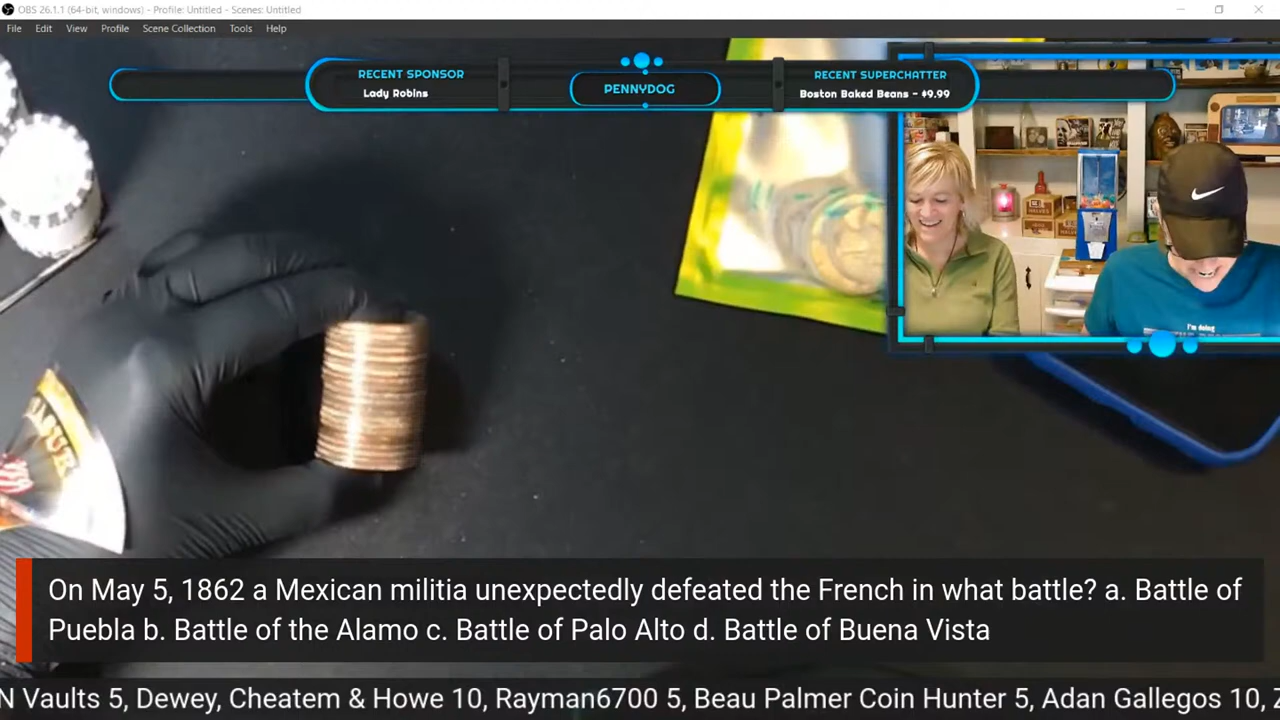 OBS 26.1.1 (64-bit, windows) - Profile: Untitled - Scenes: Untitled
File Edit View Profile Scene Collection Tools Help
RECENT SPONSOR
Lady Robins
PENNYDOG
RECENT SUPERCHATTER
Boston Baked Beans - $9.99
I'm doing
On May 5, 1862 a Mexican militia unexpectedly defeated the French in what battle? a. Battle of
Puebla b. Battle of the Alamo c. Battle of Palo Alto d. Battle of Buena Vista
N Vaults 5, Dewey, Cheatem & Howe 10, Rayman6700 5, Beau Palmer Coin Hunter 5, Adan Gallegos 10, Z